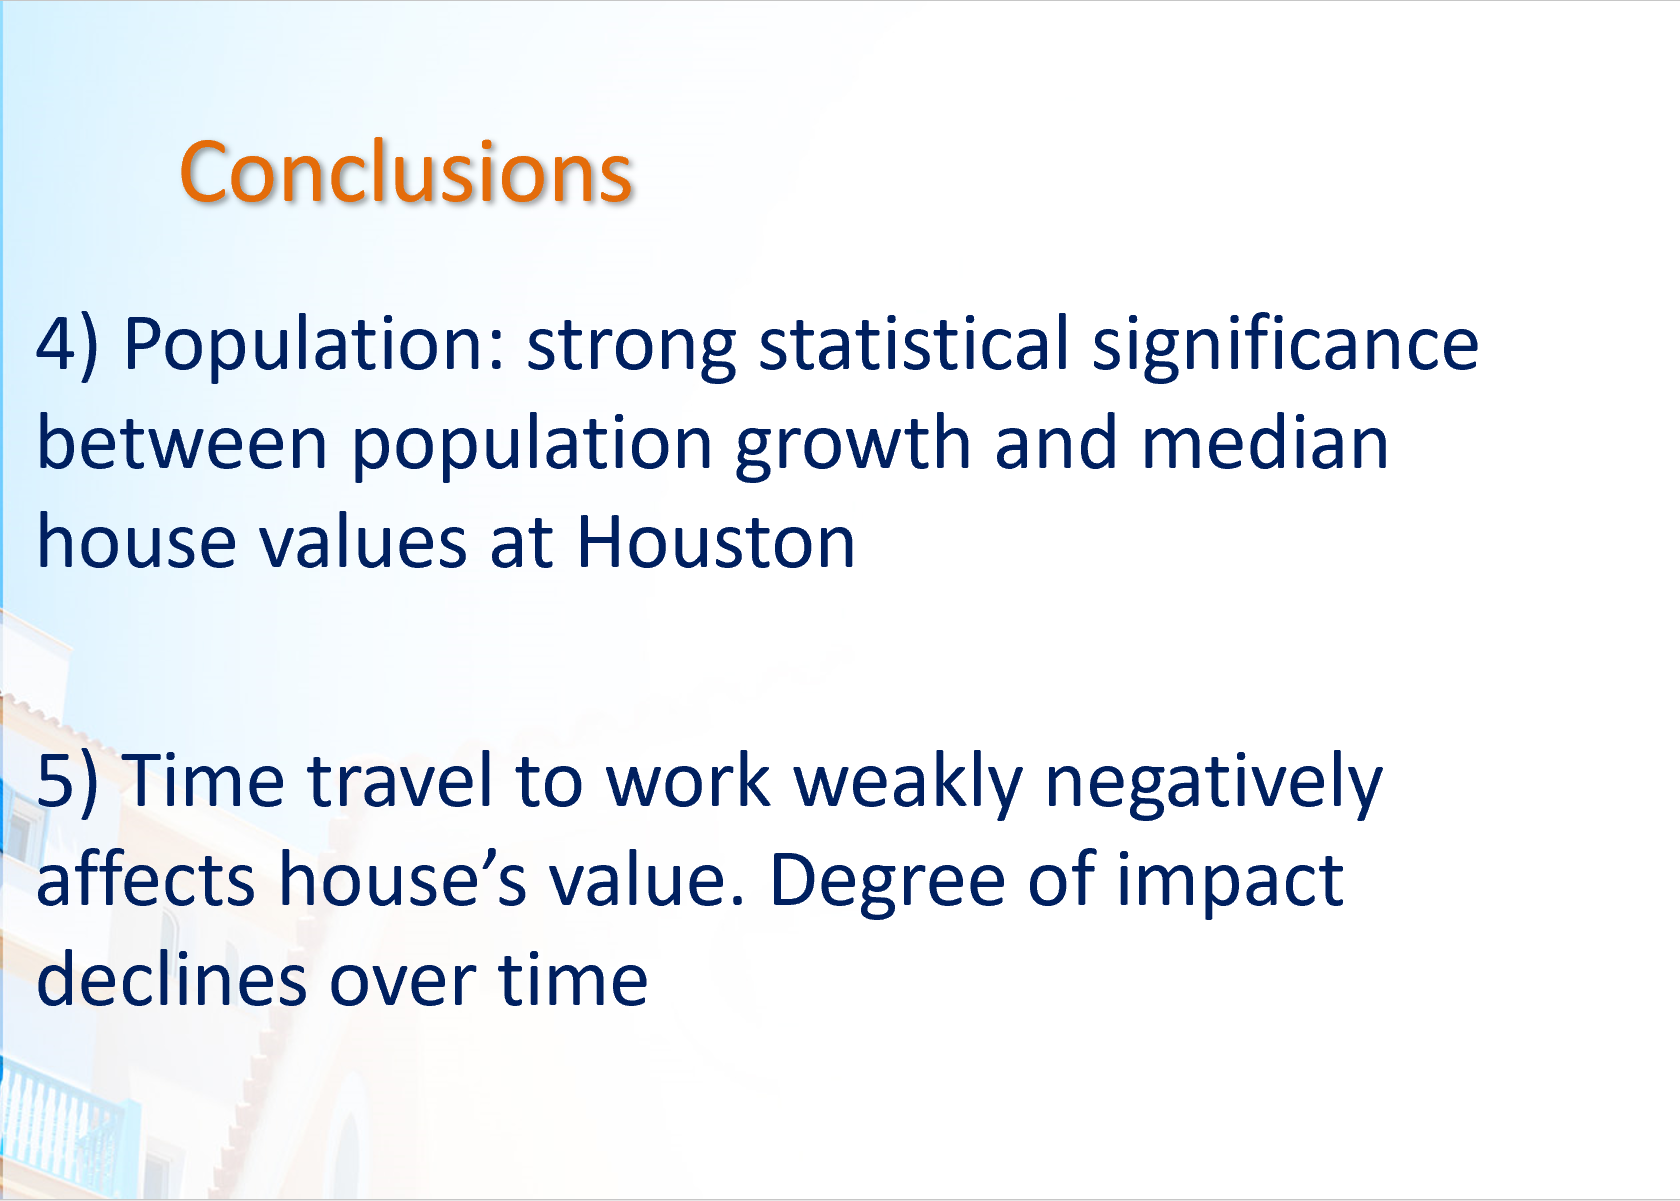 Conclusions
4) Population: strong statistical significance
between population growth and median
house values at Houston
5) Time travel to work weakly negatively
affects house’s value. Degree of impact
declines over time